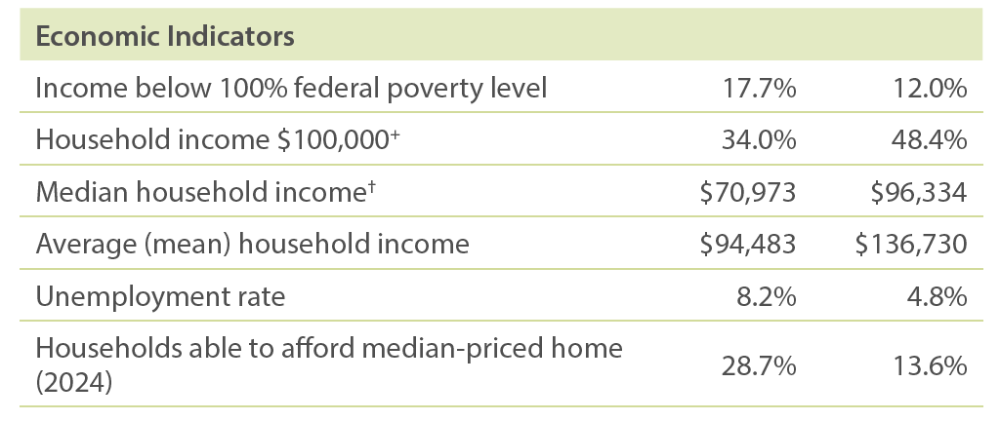 Economic Indicators
Income below 100% federal poverty level 17.7% 12.0%
Household income $100,000⁺ 34.0% 48.4%
Median household income† $70,973 $96,334
Average (mean) household income $94,483 $136,730
Unemployment rate 8.2% 4.8%
Households able to afford median-priced home
(2024) 28.7% 13.6%